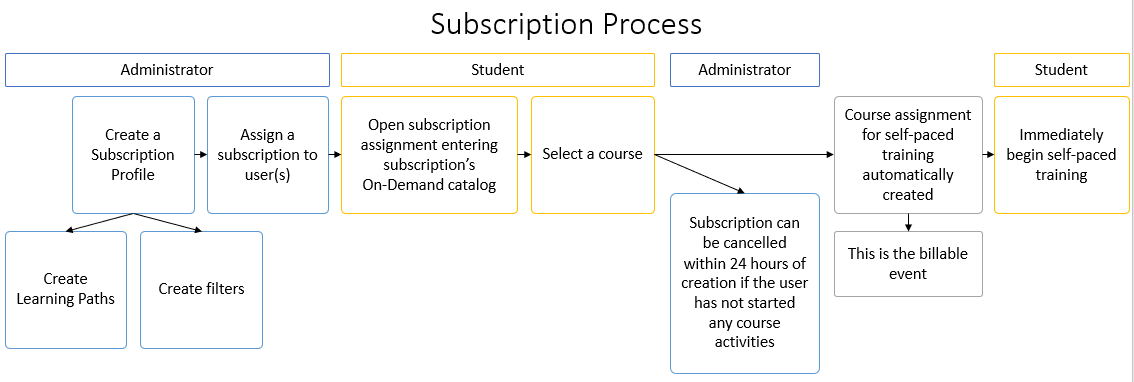 Subscription Process
Administrator
Student
Administrator
Student
Create a
Subscription
Profile
Assign a
subscription to
user(s)
Open subscription
assignment entering
subscription's
On-Demand catalog
Select a course
Course assignment
for self-paced
training
automatically
created
Immediately
begin self-paced
training
Create
Learning Paths
Create filters
Subscription can
be cancelled
within 24 hours of
creation if the user
has not started
any course
activities
This is the billable
event